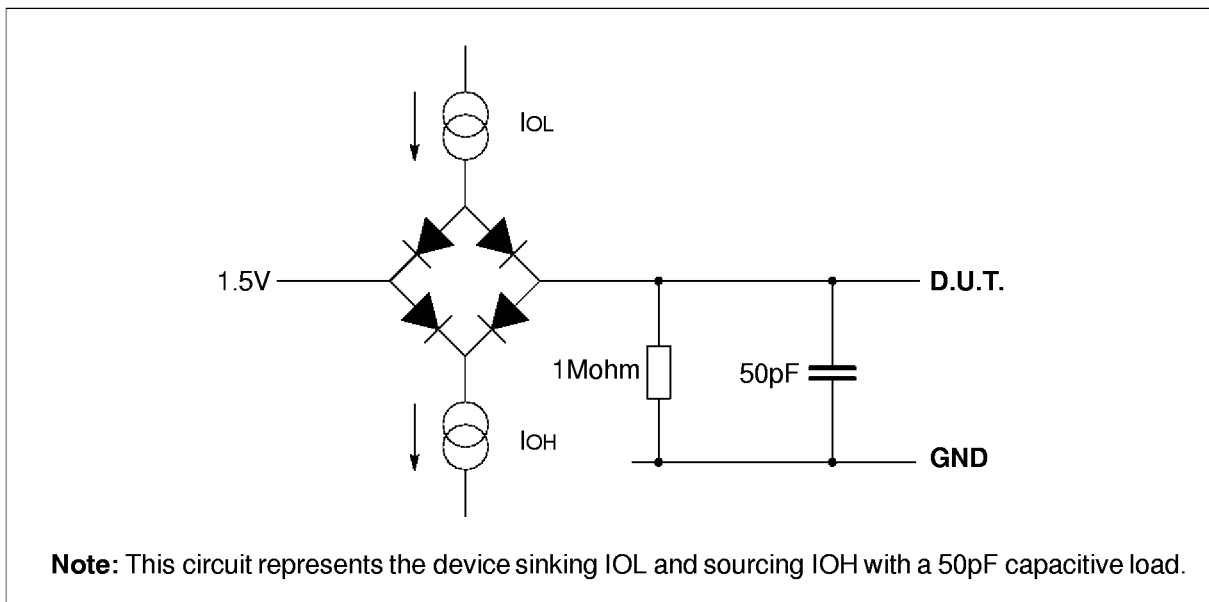 IOL
1.5V
D.U.T.
1Mohm
50pF
IOH
GND
Note: This circuit represents the device sinking IOL and sourcing IOH with a 50pF capacitive load.